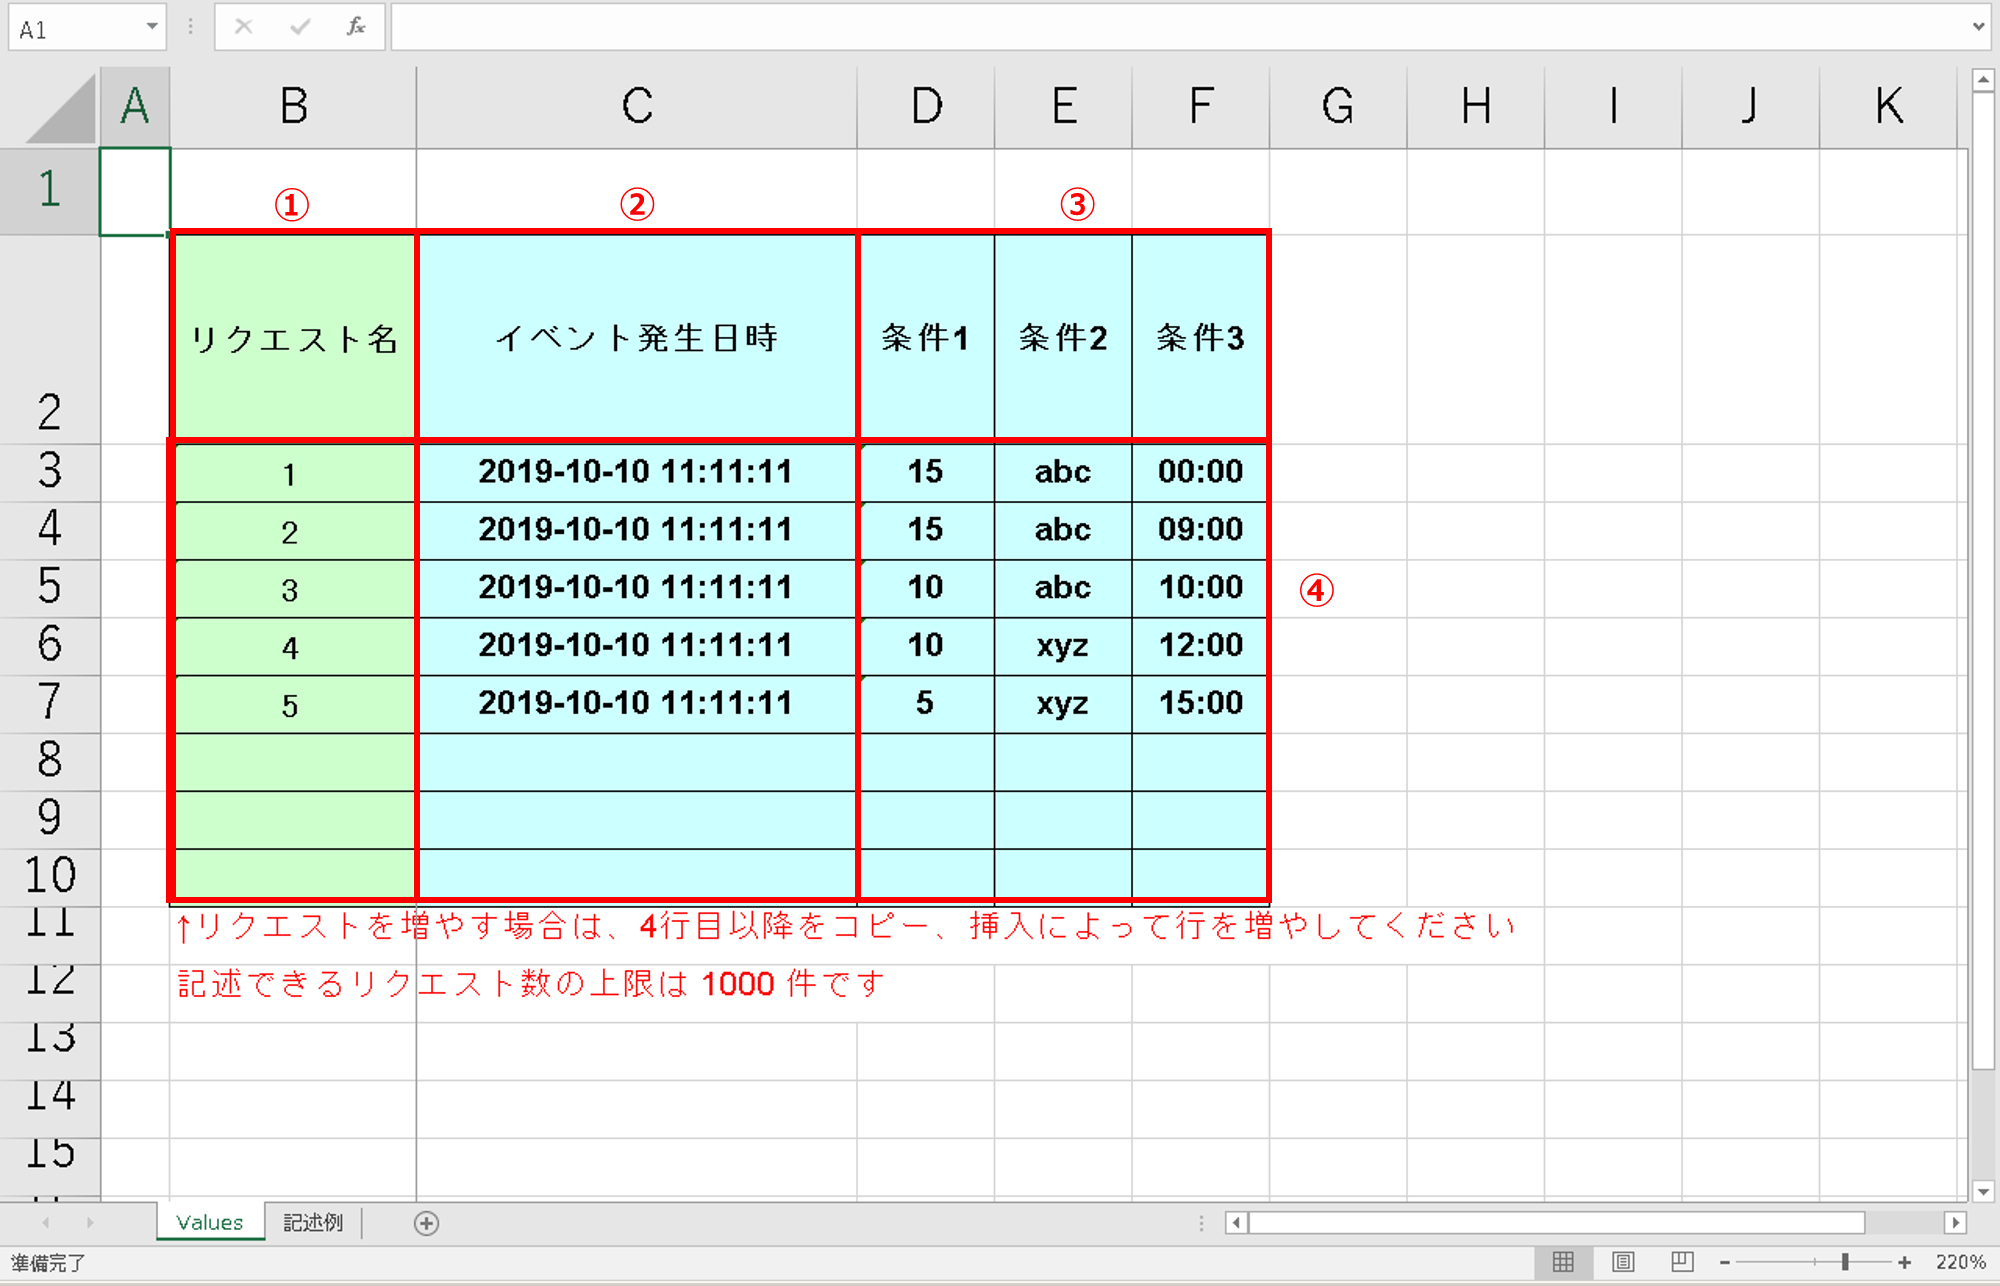 A1
fx
A B C D E F G H I J K
1 ① ② ③
2 リクエスト名 イベント発生日時 条件1 条件2 条件3
3 1 2019-10-10 11:11:11 15 abc 00:00
4 2 2019-10-10 11:11:11 15 abc 09:00
5 3 2019-10-10 11:11:11 10 abc 10:00 ④
6 4 2019-10-10 11:11:11 10 xyz 12:00
7 5 2019-10-10 11:11:11 5 xyz 15:00
8
9
10
11 ↑リクエストを増やす場合は、4行目以降をコピー、挿入によって行を増やしてください
12 記述できるリクエスト数の上限は 1000 件です
13
14
15
Values 記述例
準備完了 220%